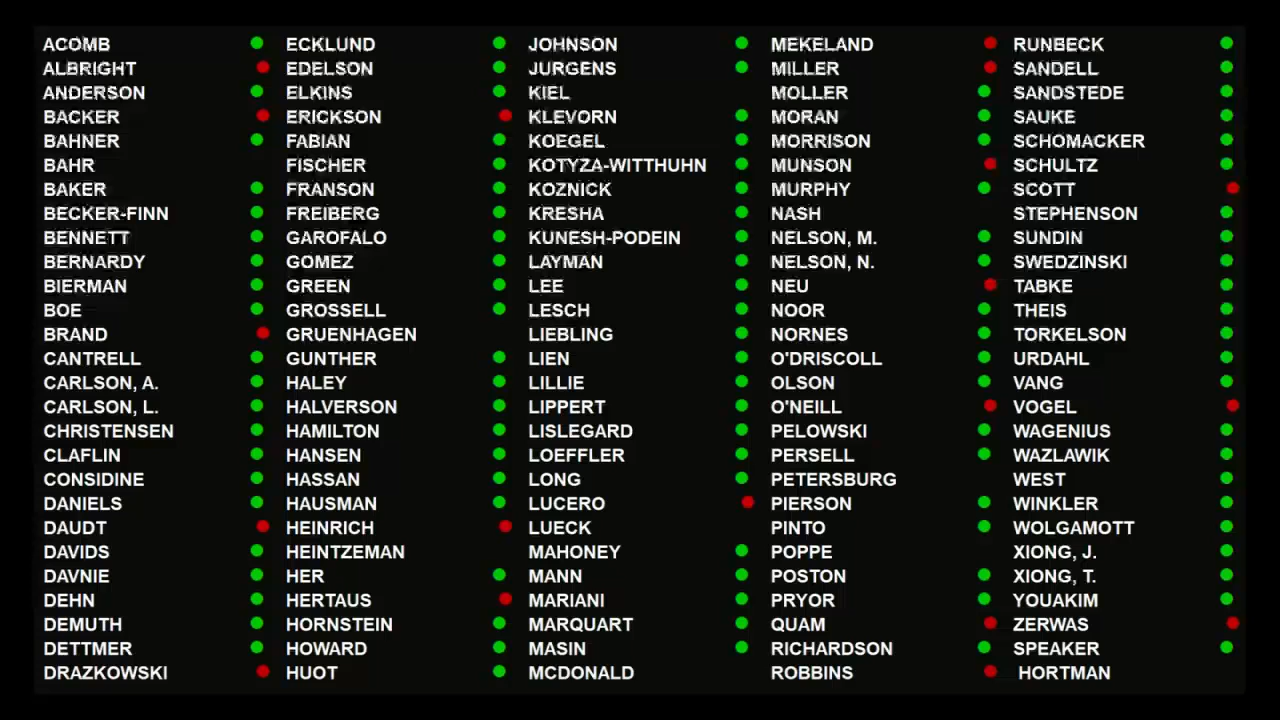 ACOMB
ALBRIGHT
ANDERSON
BACKER
BAHNER
BAHR
BAKER
BECKER-FINN
BENNETT
BERNARDY
BIERMAN
BOE
BRAND
CANTRELL
CARLSON, A.
CARLSON, L.
CHRISTENSEN
CLAFLIN
CONSIDINE
DANIELS
DAUDT
DAVIDS
DAVNIE
DEHN
DEMUTH
DETTMER
DRAZKOWSKI
ECKLUND
EDELSON
ELKINS
ERICKSON
FABIAN
FISCHER
FRANSON
FREIBERG
GAROFALO
GOMEZ
GREEN
GROSSELL
GRUENHAGEN
GUNTHER
HALEY
HALVERSON
HAMILTON
HANSEN
HASSAN
HAUSMAN
HEINRICH
HEINTZEMAN
HER
HERTAUS
HORNSTEIN
HOWARD
HUOT
JOHNSON
JURGENS
KIEL
KLEVORN
KOEGEL
KOTYZA-WITTHUHN
KOZNICK
KRESHA
KUNESH-PODEIN
LAYMAN
LEE
LESCH
LIEBLING
LIEN
LILLIE
LIPPERT
LISLEGARD
LOEFFLER
LONG
LUCERO
LUECK
MAHONEY
MANN
MARIANI
MARQUART
MASIN
MCDONALD
MEKELAND
MILLER
MOLLER
MORAN
MORRISON
MUNSON
MURPHY
NASH
NELSON, M.
NELSON, N.
NEU
NOOR
NORNES
O'DRISCOLL
OLSON
O'NEILL
PELOWSKI
PERSELL
PETERSBURG
PIERSON
PINTO
POPPE
POSTON
PRYOR
QUAM
RICHARDSON
ROBBINS
RUNBECK
SANDELL
SANDSTEDE
SAUKE
SCHOMACKER
SCHULTZ
SCOTT
STEPHENSON
SUNDIN
SWEDZINSKI
TABKE
THEIS
TORKELSON
URDAHL
VANG
VOGEL
WAGENIUS
WAZLAWIK
WEST
WINKLER
WOLGAMOTT
XIONG, J.
XIONG, T.
YOUAKIM
ZERWAS
SPEAKER
HORTMAN